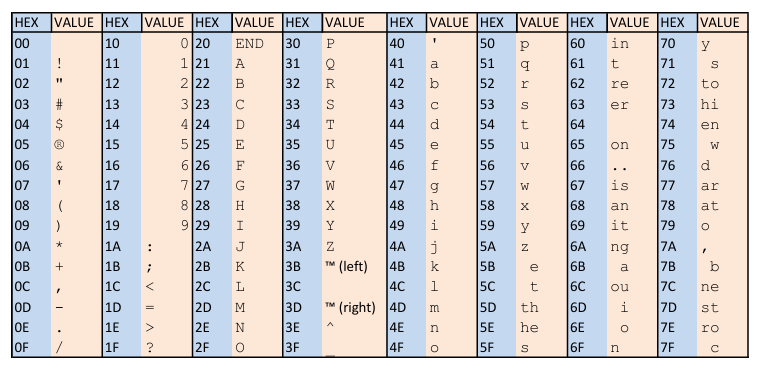 HEX VALUE HEX VALUE HEX VALUE HEX VALUE HEX VALUE HEX VALUE HEX VALUE HEX VALUE
00 10 0 20 END 30 P 40 ' 50 p 60 in 70 y
01 ! 11 1 21 A 31 Q 41 a 51 q 61 t 71 s
02 " 12 2 22 B 32 R 42 b 52 r 62 re 72 to
03 # 13 3 23 C 33 S 43 c 53 s 63 er 73 hi
04 $ 14 4 24 D 34 T 44 d 54 t 64 74 en
05 ® 15 5 25 E 35 U 45 e 55 u 65 on 75 w
06 & 16 6 26 F 36 V 46 f 56 v 66 .. 76 d
07 ' 17 7 27 G 37 W 47 g 57 w 67 is 77 ar
08 ( 18 8 28 H 38 X 48 h 58 x 68 an 78 at
09 ) 19 9 29 I 39 Y 49 i 59 y 69 it 79 o
0A * 1A : 2A J 3A Z 4A j 5A z 6A ng 7A ,
0B + 1B ; 2B K 3B ™ (left) 4B k 5B e 6B a 7B b
0C , 1C < 2C L 3C 4C l 5C t 6C ou 7C ne
0D - 1D = 2D M 3D ™ (right) 4D m 5D th 6D i 7D st
0E . 1E > 2E N 3E ^ 4E n 5E he 6E o 7E ro
0F / 1F ? 2F O 3F _ 4F o 5F s 6F n 7F c